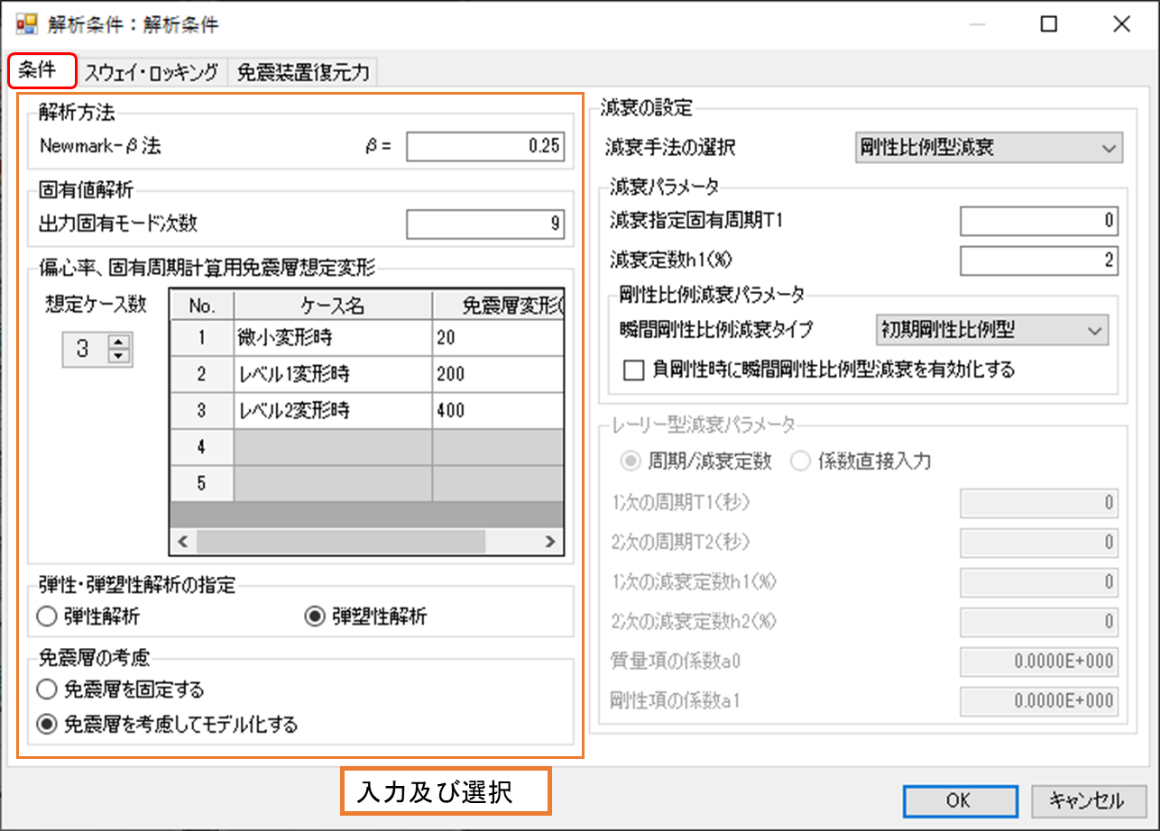 解析条件：解析条件
条件 スウェイ・ロッキング 免震装置復元力
解析方法
Newmark-β法 β= 0.25
固有値解析
出力固有モード次数 9
偏心率、固有周期計算用免震層想定変形
想定ケース数
3
No. ケース名 免震層変形(
1 微小変形時 20
2 レベル1変形時 200
3 レベル2変形時 400
4
5
弾性・弾塑性解析の指定
弾性解析 弾塑性解析
免震層の考慮
免震層を固定する
免震層を考慮してモデル化する
減衰の設定
減衰手法の選択 剛性比例型減衰
減衰パラメータ
減衰指定固有周期T1 0
減衰定数h1(%) 2
剛性比例減衰パラメータ
瞬間剛性比例減衰タイプ 初期剛性比例型
負剛性時に瞬間剛性比例型減衰を有効化する
レーリー型減衰パラメータ
周期/減衰定数 係数直接入力
1次の周期T1(秒) 0
2次の周期T2(秒) 0
1次の減衰定数h1(%) 0
2次の減衰定数h2(%) 0
質量項の係数a0 0.0000E+000
剛性項の係数a1 0.0000E+000
入力及び選択
OK キャンセル